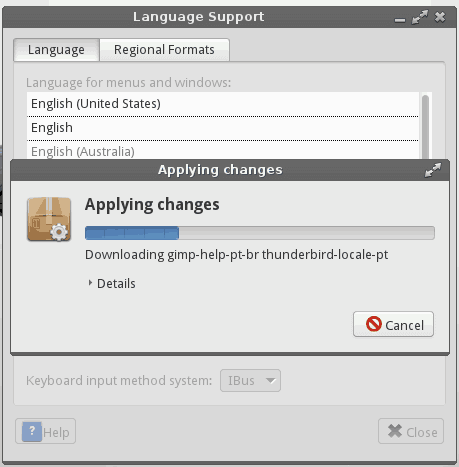 Language Support
Language
Regional Formats
Language for menus and windows:
English (United States)
English
English (Australia)
Applying changes
Applying changes
Downloading gimp-help-pt-br thunderbird-locale-pt
Details
Cancel
Keyboard input method system:
IBus
? Help
Close